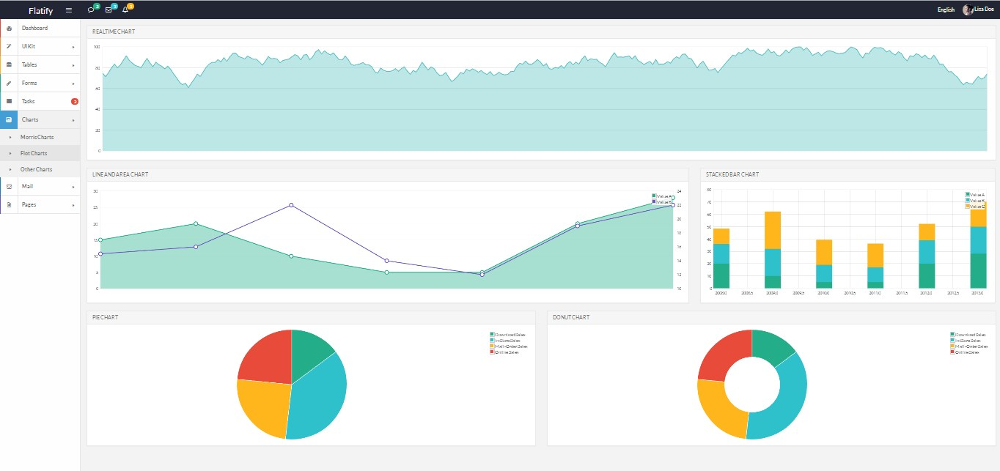 Flatify
2
3
3
English
Lisa Doe
Dashboard
UI Kit
Tables
Forms
Tasks
2
Charts
Morris Charts
Flot Charts
Other Charts
Mail
Pages
REALTIME CHART
100
80
60
40
20
0
LINE AND AREA CHART
30
25
20
15
10
5
0
24
22
20
18
16
14
12
10
Value A
Value B
STACKED BAR CHART
80
70
60
50
40
30
20
10
0
Value A
Value B
Value C
2008.0
2008.5
2009.0
2009.5
2010.0
2010.5
2011.0
2011.5
2012.0
2012.5
2013.0
PIE CHART
Download Sales
In-Store Sales
Mail-Order Sales
Online Sales
DONUT CHART
Download Sales
In-Store Sales
Mail-Order Sales
Online Sales